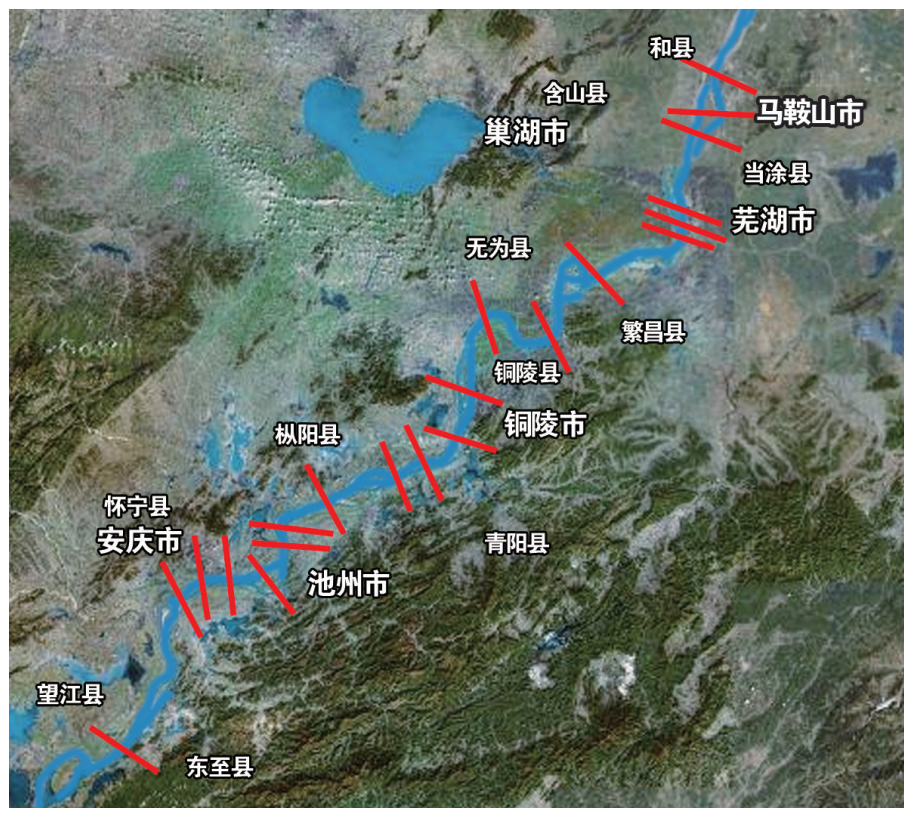 和县
含山县
马鞍山市
巢湖市
当涂县
芜湖市
无为县
繁昌县
铜陵县
铜陵市
枞阳县
怀宁县
安庆市
青阳县
池州市
望江县
东至县